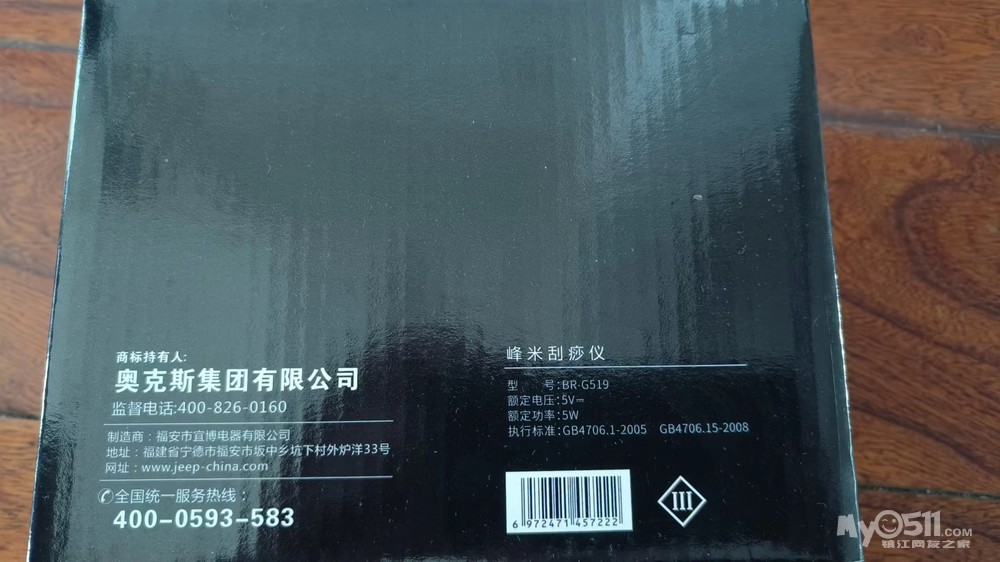 商标持有人:
奥克斯集团有限公司
监督电话:400-826-0160
制造商：福安市宜博电器有限公司
地址：福建省宁德市福安市坂中乡坑下村外炉洋33号
网址：www.jeep-china.com
全国统一服务热线：
400-0593-583
峰米刮痧仪
型 号:BR-G519
额定电压:5V⎓
额定功率:5W
执行标准:GB4706.1-2005 GB4706.15-2008
6 972471 457222
III
My0511.COM
镇江网友之家